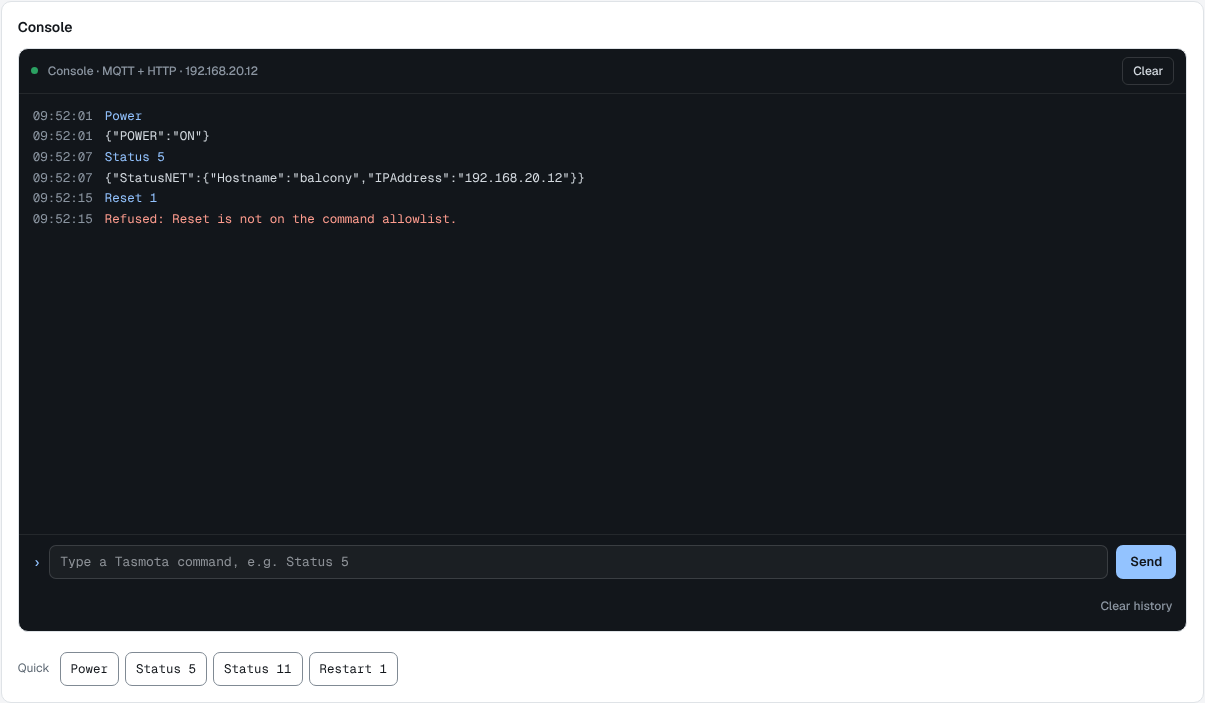 Console
Console · MQTT + HTTP · 192.168.20.12
Clear
09:52:01 Power
09:52:01 {"POWER":"ON"}
09:52:07 Status 5
09:52:07 {"StatusNET":{"Hostname":"balcony","IPAddress":"192.168.20.12"}}
09:52:15 Reset 1
09:52:15 Refused: Reset is not on the command allowlist.
› Type a Tasmota command, e.g. Status 5
Send
Clear history
Quick Power Status 5 Status 11 Restart 1